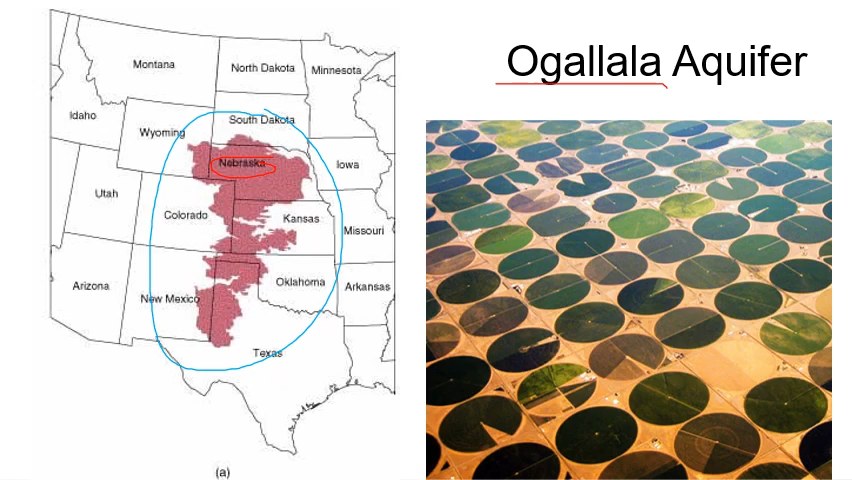 Ogallala Aquifer
Montana
North Dakota
Minnesota
Idaho
Wyoming
South Dakota
Nebraska
Iowa
Utah
Colorado
Kansas
Missouri
Arizona
New Mexico
Oklahoma
Arkansas
Texas
(a)